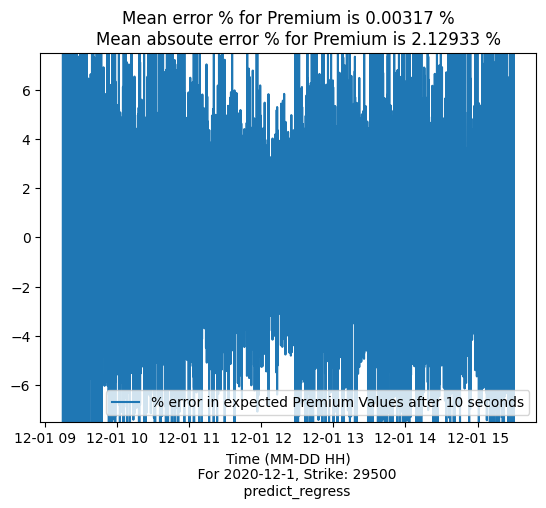 Mean error % for Premium is 0.00317 %
Mean absoute error % for Premium is 2.12933 %
6
4
2
0
−2
−4
−6
% error in expected Premium Values after 10 seconds
12-01 09 12-01 10 12-01 11 12-01 12 12-01 13 12-01 14 12-01 15
Time (MM-DD HH)
For 2020-12-1, Strike: 29500
predict_regress